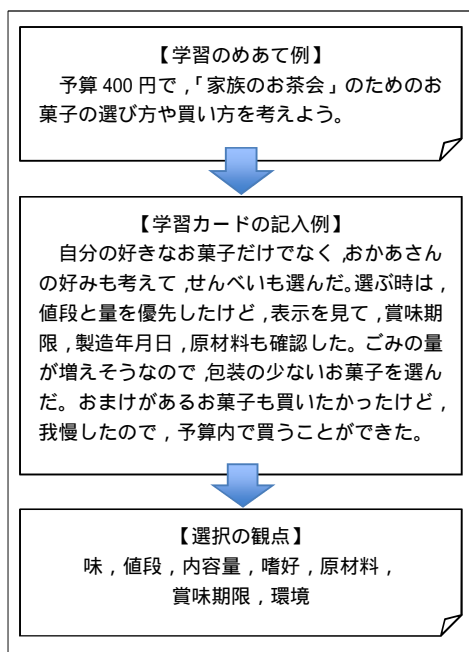 【学習のめあて例】
予算 400 円で ,「家族のお茶会」のためのお
菓子の選び方や買い方を考えよう。
【学習カードの記入例】
自分の好きなお菓子だけでなく ,おかあさん
の好みも考えて ,せんべいも選んだ。選ぶ時は ,
値段と量を優先したけど , 表示を見て , 賞味期
限 , 製造年月日 , 原材料も確認した。ごみの量
が増えそうなので ,包装の少ないお菓子を選ん
だ。おまけがあるお菓子も買いたかったけど ,
我慢したので , 予算内で買うことができた。
【選択の観点】
味 , 値段 , 内容量 , 嗜好 , 原材料 ,
賞味期限 , 環境